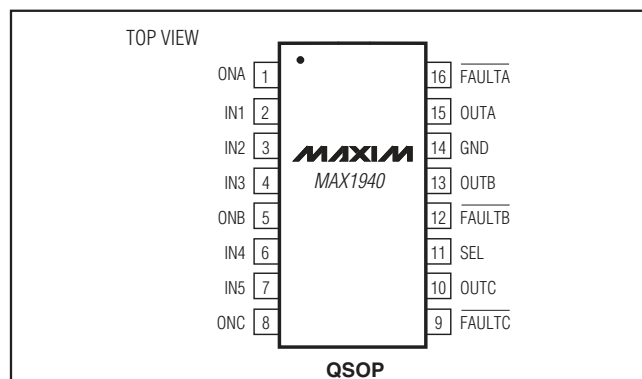 TOP VIEW
ONA 1 16 FAULTA
IN1 2 15 OUTA
IN2 3 14 GND
MAXIM
IN3 4 13 OUTB
MAX1940
ONB 5 12 FAULTB
IN4 6 11 SEL
IN5 7 10 OUTC
ONC 8 9 FAULTC
QSOP